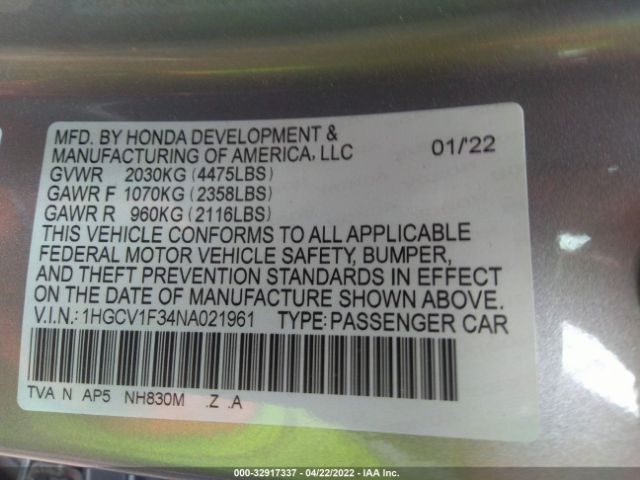 MFD. BY HONDA DEVELOPMENT &
MANUFACTURING OF AMERICA, LLC 01/'22
GVWR 2030KG (4475LBS)
GAWR F 1070KG (2358LBS)
GAWR R 960KG (2116LBS)
THIS VEHICLE CONFORMS TO ALL APPLICABLE
FEDERAL MOTOR VEHICLE SAFETY, BUMPER,
AND THEFT PREVENTION STANDARDS IN EFFECT
ON THE DATE OF MANUFACTURE SHOWN ABOVE.
V.I.N.:1HGCV1F34NA021961 TYPE:PASSENGER CAR
TVA N AP5 NH830M .Z .A
000-32917337 - 04/22/2022 - IAA Inc.